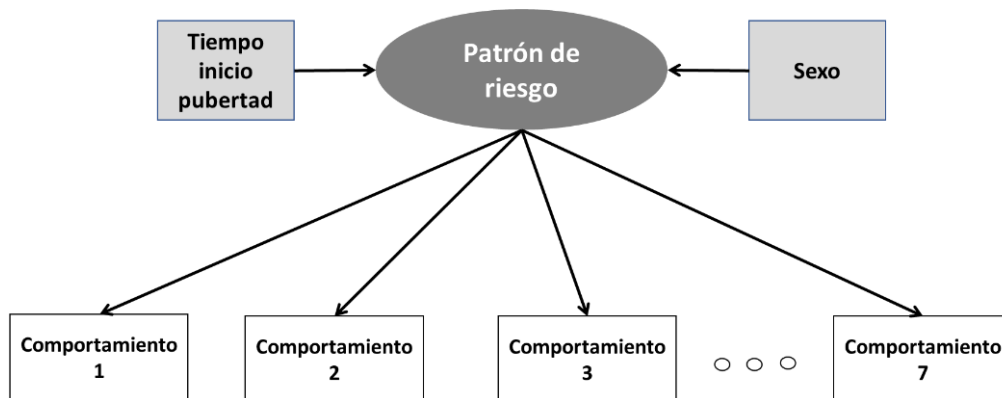 Tiempo
inicio
pubertad
Patrón de
riesgo
Sexo
Comportamiento
1
Comportamiento
2
Comportamiento
3
Comportamiento
7